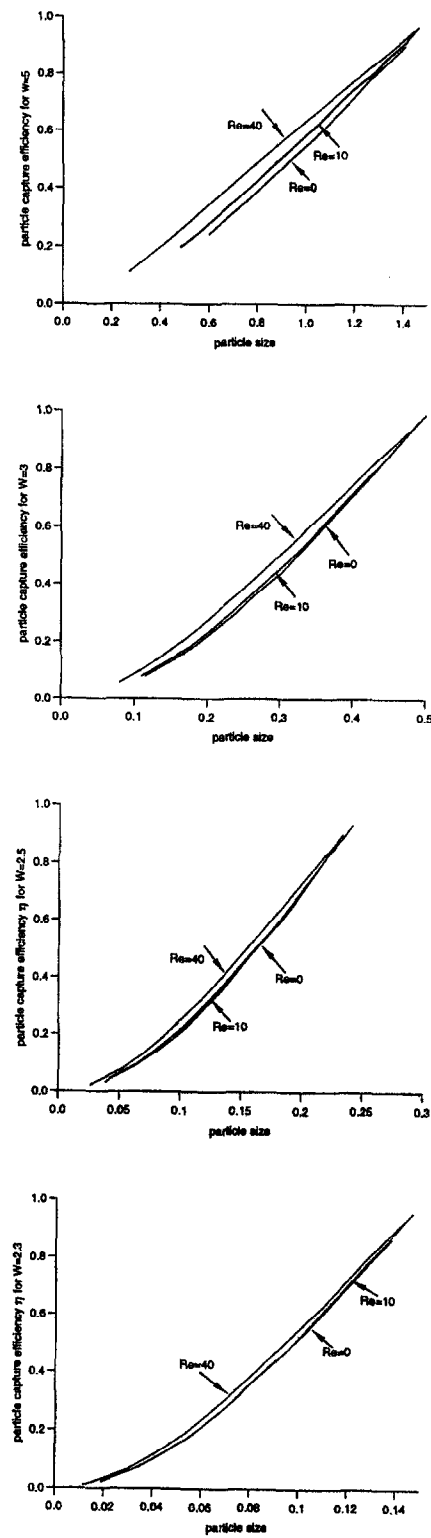 particle capture efficiency for w=5
1.0
0.8
0.6
0.4
0.2
0.0
Re=40
Re=10
Re=0
0.0 0.2 0.4 0.6 0.8 1.0 1.2 1.4
particle size
particle capture efficiency for W=3
1.0
0.8
0.6
0.4
0.2
0.0
Re=40
Re=0
Re=10
0.0 0.1 0.2 0.3 0.4 0.5
particle size
particle capture efficiency η for W=2.5
1.0
0.8
0.6
0.4
0.2
0.0
Re=40
Re=0
Re=10
0.0 0.05 0.1 0.15 0.2 0.25 0.3
particle size
particle capture efficiency η for W=2.3
1.0
0.8
0.6
0.4
0.2
0.0
Re=10
Re=0
Re=40
0.0 0.02 0.04 0.06 0.08 0.10 0.12 0.14
particle size